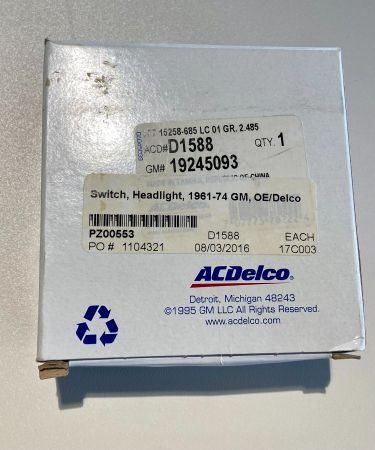 15258-685 LC 01 GR. 2.485
ACD# D1588 QTY. 1
GM# 19245093
OF CHINA
Switch, Headlight, 1961-74 GM, OE/Delco
PZ00553 D1588 EACH
PO # 1104321 08/03/2016 17C003
ACDelco®
Detroit, Michigan 48243
©1995 GM LLC All Rights Reserved.
www.acdelco.com